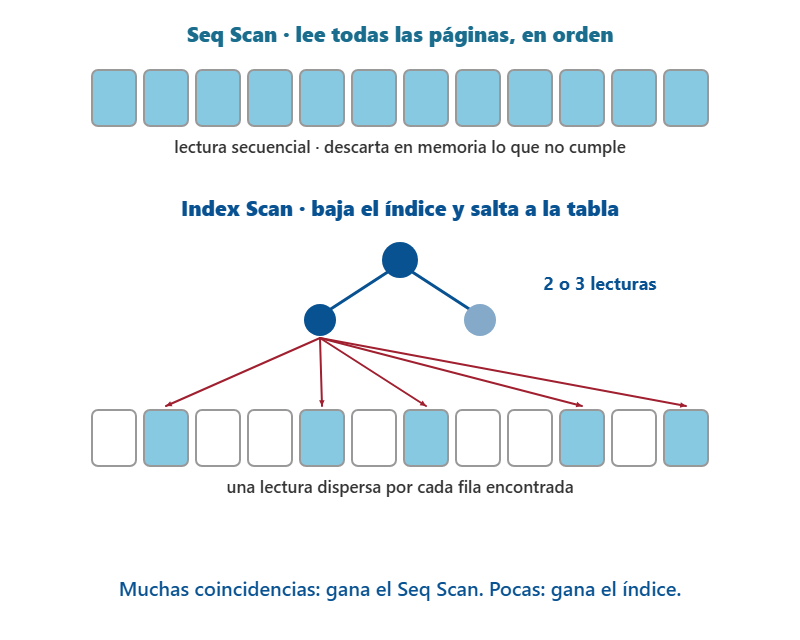 Seq Scan · lee todas las páginas, en orden
lectura secuencial · descarta en memoria lo que no cumple
Index Scan · baja el índice y salta a la tabla
2 o 3 lecturas
una lectura dispersa por cada fila encontrada
Muchas coincidencias: gana el Seq Scan. Pocas: gana el índice.